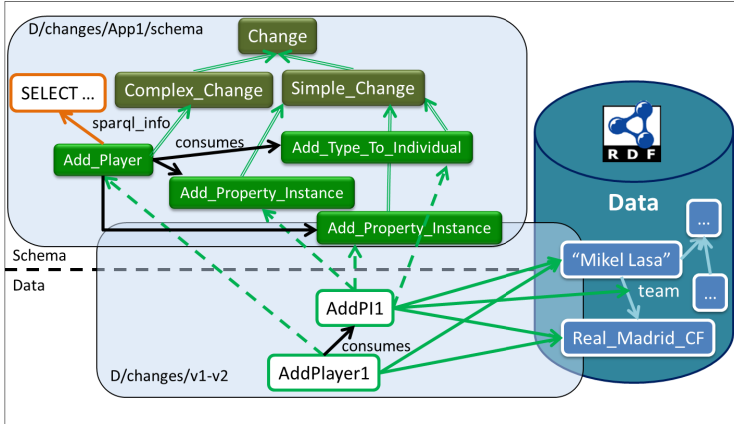 D/changes/App1/schema
Change
Complex_Change
Simple_Change
SELECT ...
sparql_info
consumes
Add_Player
Add_Type_To_Individual
Add_Property_Instance
Add_Property_Instance
RDF
Data
...
Schema
Data
"Mikel Lasa"
team
...
AddPI1
Real_Madrid_CF
consumes
AddPlayer1
D/changes/v1-v2